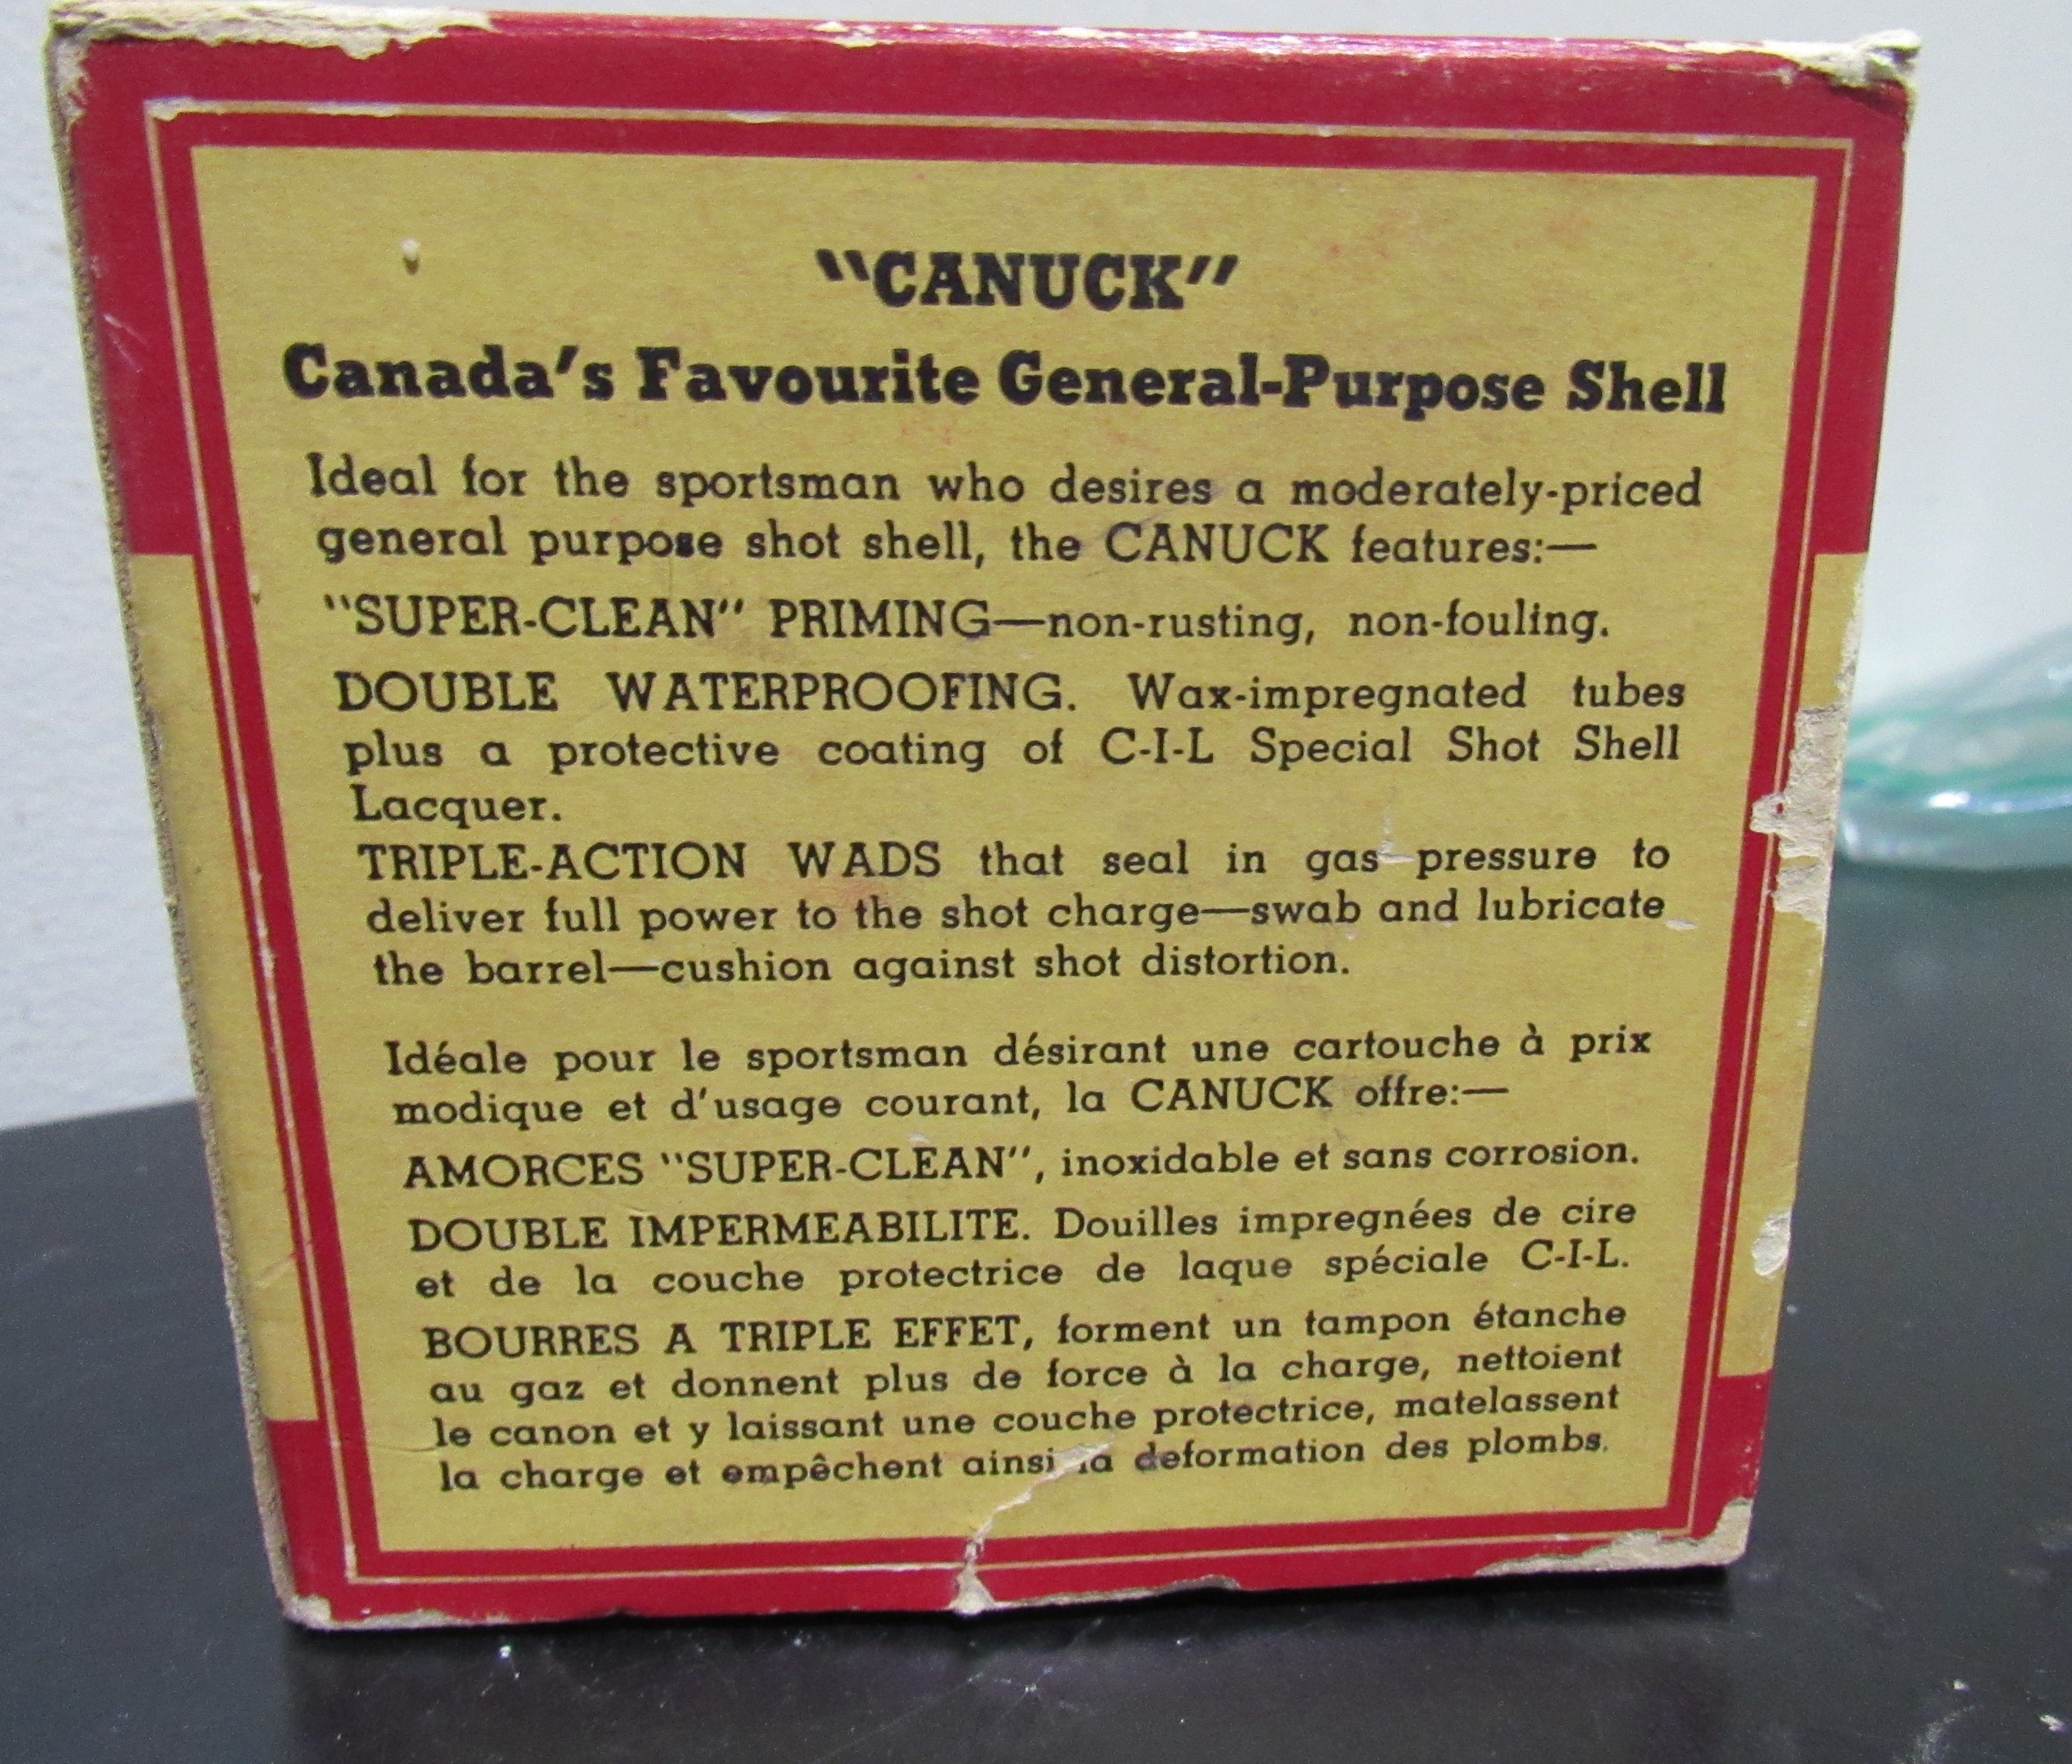 "CANUCK"
Canada's Favourite General-Purpose Shell
Ideal for the sportsman who desires a moderately-priced
general purpose shot shell, the CANUCK features:—
"SUPER-CLEAN" PRIMING—non-rusting, non-fouling.
DOUBLE WATERPROOFING. Wax-impregnated tubes
plus a protective coating of C-I-L Special Shot Shell
Lacquer.
TRIPLE-ACTION WADS that seal in gas pressure to
deliver full power to the shot charge—swab and lubricate
the barrel—cushion against shot distortion.
Idéale pour le sportsman désirant une cartouche à prix
modique et d'usage courant, la CANUCK offre:—
AMORCES "SUPER-CLEAN", inoxidable et sans corrosion.
DOUBLE IMPERMEABILITE. Douilles impregnées de cire
et de la couche protectrice de laque spéciale C-I-L.
BOURRES A TRIPLE EFFET, forment un tampon étanche
au gaz et donnent plus de force à la charge, nettoient
le canon et y laissant une couche protectrice, matelassent
la charge et empêchent ainsi la deformation des plombs.